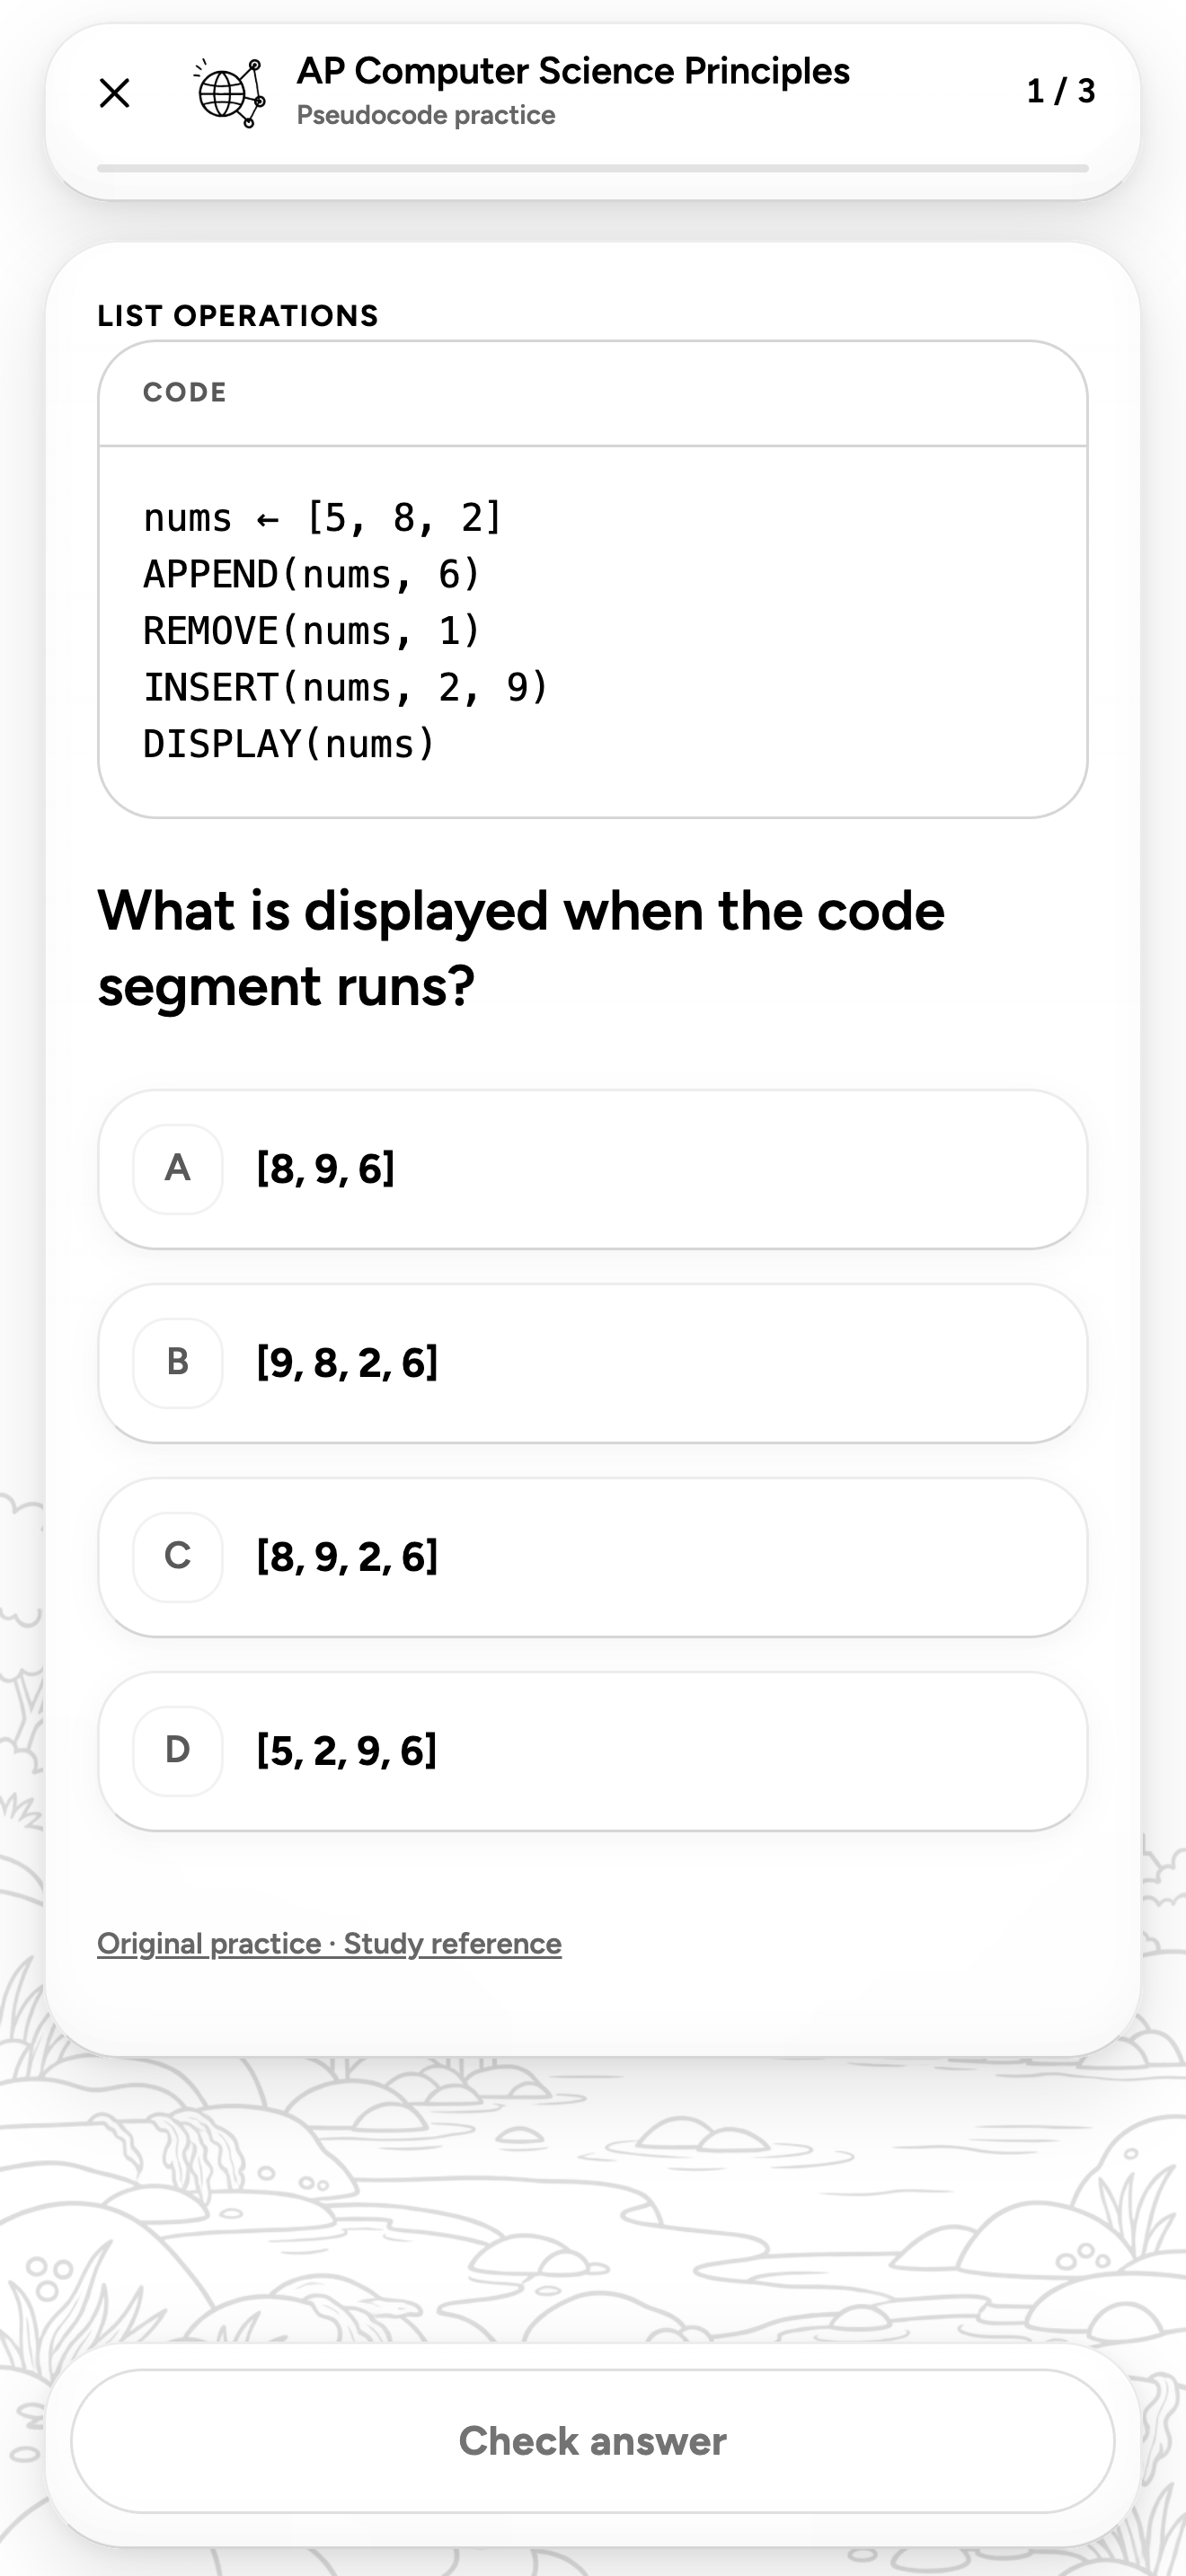 AP Computer Science Principles
Pseudocode practice
1 / 3
LIST OPERATIONS
CODE
nums ← [5, 8, 2]
APPEND(nums, 6)
REMOVE(nums, 1)
INSERT(nums, 2, 9)
DISPLAY(nums)
What is displayed when the code
segment runs?
A
[8, 9, 6]
B
[9, 8, 2, 6]
C
[8, 9, 2, 6]
D
[5, 2, 9, 6]
Original practice · Study reference
Check answer